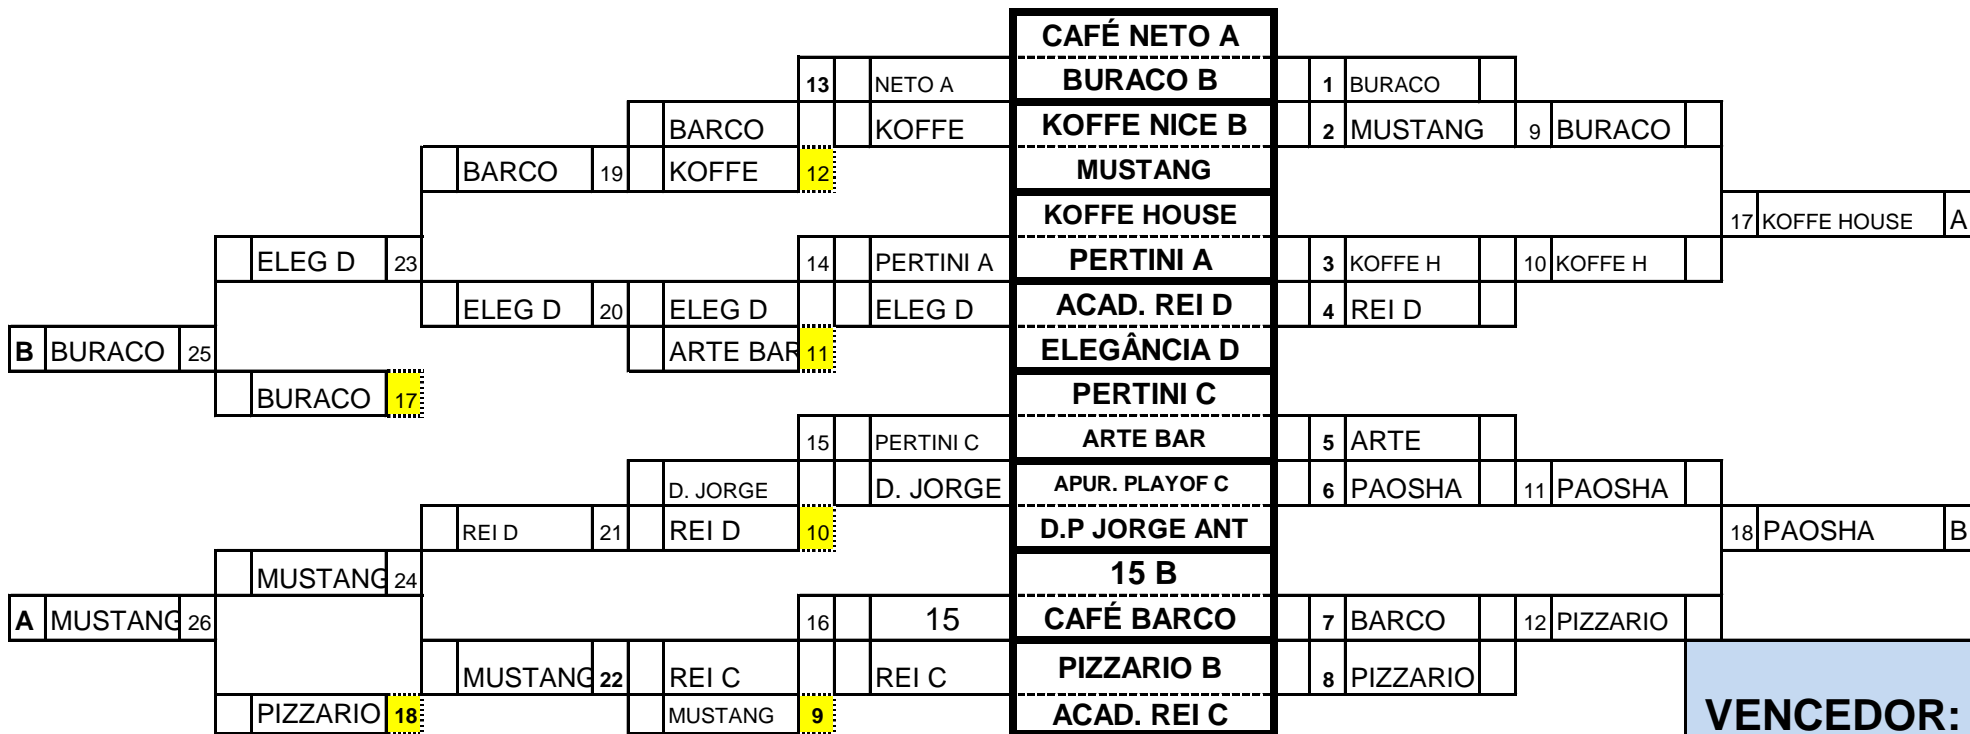 CAFÉ NETO A
13 NETO A BURACO B 1 BURACO
BARCO KOFFE KOFFE NICE B 2 MUSTANG 9 BURACO
BARCO 19 KOFFE 12 MUSTANG
KOFFE HOUSE 17 KOFFE HOUSE A
ELEG D 23 14 PERTINI A PERTINI A 3 KOFFE H 10 KOFFE H
ELEG D 20 ELEG D ELEG D ACAD. REI D 4 REI D
B BURACO 25 ARTE BAR 11 ELEGÂNCIA D
BURACO 17 PERTINI C
15 PERTINI C ARTE BAR 5 ARTE
D. JORGE D. JORGE APUR. PLAYOF C 6 PAOSHA 11 PAOSHA
REI D 21 REI D 10 D.P JORGE ANT 18 PAOSHA B
MUSTANG 24 15 B
A MUSTANG 26 16 15 CAFÉ BARCO 7 BARCO 12 PIZZARIO
MUSTANG 22 REI C REI C PIZZARIO B 8 PIZZARIO
PIZZARIO 18 MUSTANG 9 ACAD. REI C VENCEDOR: